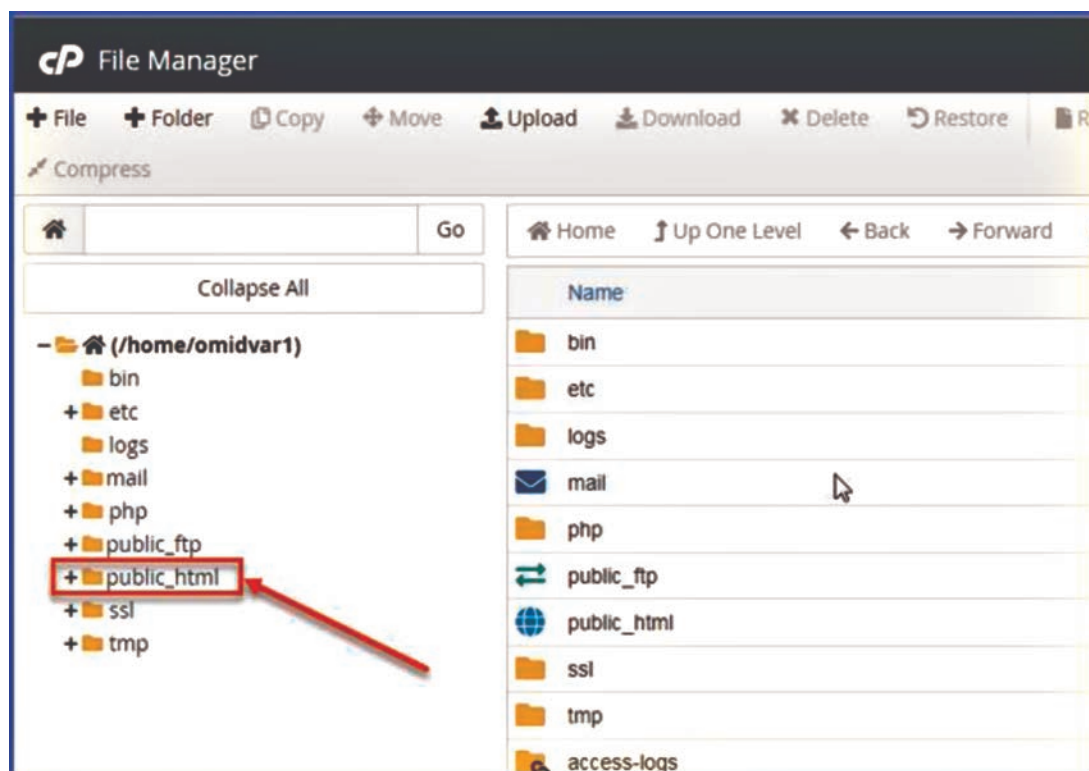 cP File Manager
File Folder Copy Move Upload Download Delete Restore R
Compress
Go
Collapse All
(/home/omidvar1)
bin
etc
logs
mail
php
public_ftp
public_html
ssl
tmp
Home Up One Level Back Forward
Name
bin
etc
logs
mail
php
public_ftp
public_html
ssl
tmp
access-logs